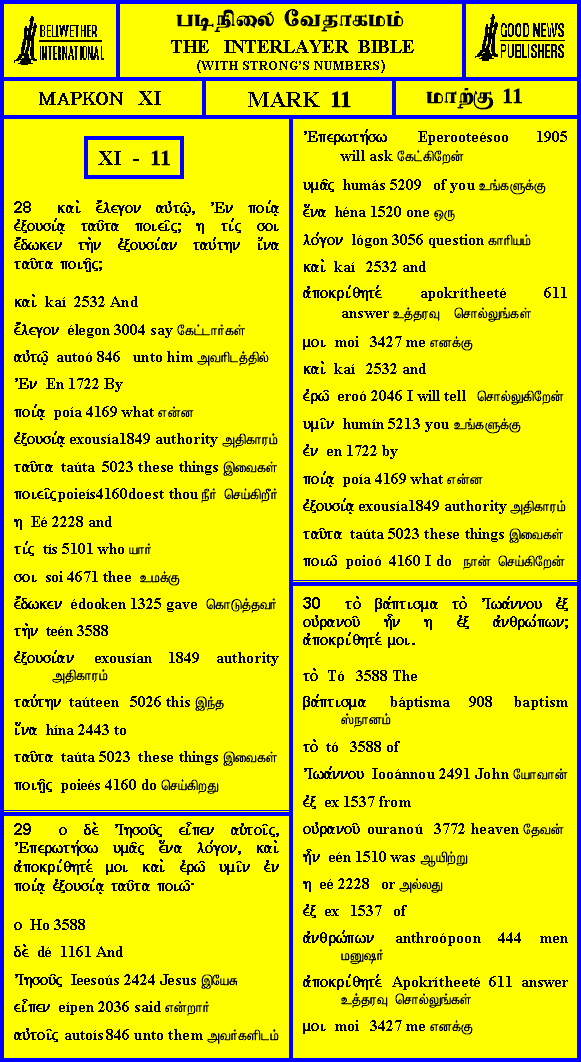 BELLWETHER
INTERNATIONAL
படிநிலை வேதாகமம்
THE INTERLAYER BIBLE
(WITH STRONG'S NUMBERS)
GOOD NEWS
PUBLISHERS
ΜΑΡΚΟΝ XI
MARK 11
மாற்கு 11
XI - 11
28 καὶ ἔλεγον αὐτῷ, Ἐν ποίᾳ
ἐξουσίᾳ ταῦτα ποιεῖς; η τίς σοι
ἔδωκεν τὴν ἐξουσίαν ταύτην ἵνα
ταῦτα ποιῇς;
καὶ kaí 2532 And
ἔλεγον élegon 3004 say கேட்டார்கள்
αὐτῷ autoó 846 unto him அவரிடத்தில்
Ἐν En 1722 By
ποίᾳ poía 4169 what என்ன
ἐξουσίᾳ exousía1849 authority அதிகாரம்
ταῦτα taúta 5023 these things இவைகள்
ποιεῖς poieís4160doest thou நீர் செய்கிறீர்
η Eé 2228 and
τίς tís 5101 who யார்
σοι soi 4671 thee உமக்கு
ἔδωκεν édooken 1325 gave கொடுத்தவர்
τὴν teén 3588
ἐξουσίαν exousían 1849 authority
அதிகாரம்
ταύτην taúteen 5026 this இந்த
ἵνα hína 2443 to
ταῦτα taúta 5023 these things இவைகள்
ποιῇς poieés 4160 do செய்கிறது
29 ο δὲ Ἰησοῦς εἶπεν αὐτοῖς,
Ἐπερωτήσω υμᾶς ἕνα λόγον, καὶ
ἀποκρίθητέ μοι καὶ ἐρῶ υμῖν ἐν
ποίᾳ ἐξουσίᾳ ταῦτα ποιῶ·
ο Ho 3588
δὲ dé 1161 And
Ἰησοῦς Ieesoús 2424 Jesus இயேசு
εἶπεν eípen 2036 said என்றார்
αὐτοῖς autoís 846 unto them அவர்களிடம்
Ἐπερωτήσω Eperooteésoo 1905
will ask கேட்கிறேன்
υμᾶς humás 5209 of you உங்களுக்கு
ἕνα héna 1520 one ஒரு
λόγον lógon 3056 question காரியம்
καὶ kaí 2532 and
ἀποκρίθητέ apokrítheeté 611
answer உத்தரவு சொல்லுங்கள்
μοι moi 3427 me எனக்கு
καὶ kaí 2532 and
ἐρῶ eroó 2046 I will tell சொல்லுகிறேன்
υμῖν humín 5213 you உங்களுக்கு
ἐν en 1722 by
ποίᾳ poía 4169 what என்ன
ἐξουσίᾳ exousía1849 authority அதிகாரம்
ταῦτα taúta 5023 these things இவைகள்
ποιῶ poioó 4160 I do நான் செய்கிறேன்
30 τὸ βάπτισμα τὸ Ἰωάννου ἐξ
οὐρανοῦ ἦν η ἐξ ἀνθρώπων;
ἀποκρίθητέ μοι.
τὸ Tó 3588 The
βάπτισμα báptisma 908 baptism
ஸ்நானம்
τὸ tó 3588 of
Ἰωάννου Iooánnou 2491 John யோவான்
ἐξ ex 1537 from
οὐρανοῦ ouranoú 3772 heaven தேவன்
ἦν eén 1510 was ஆயிற்று
η eé 2228 or அல்லது
ἐξ ex 1537 of
ἀνθρώπων anthroópoon 444 men
மனுஷர்
ἀποκρίθητέ Apokrítheeté 611 answer
உத்தரவு சொல்லுங்கள்
μοι moi 3427 me எனக்கு